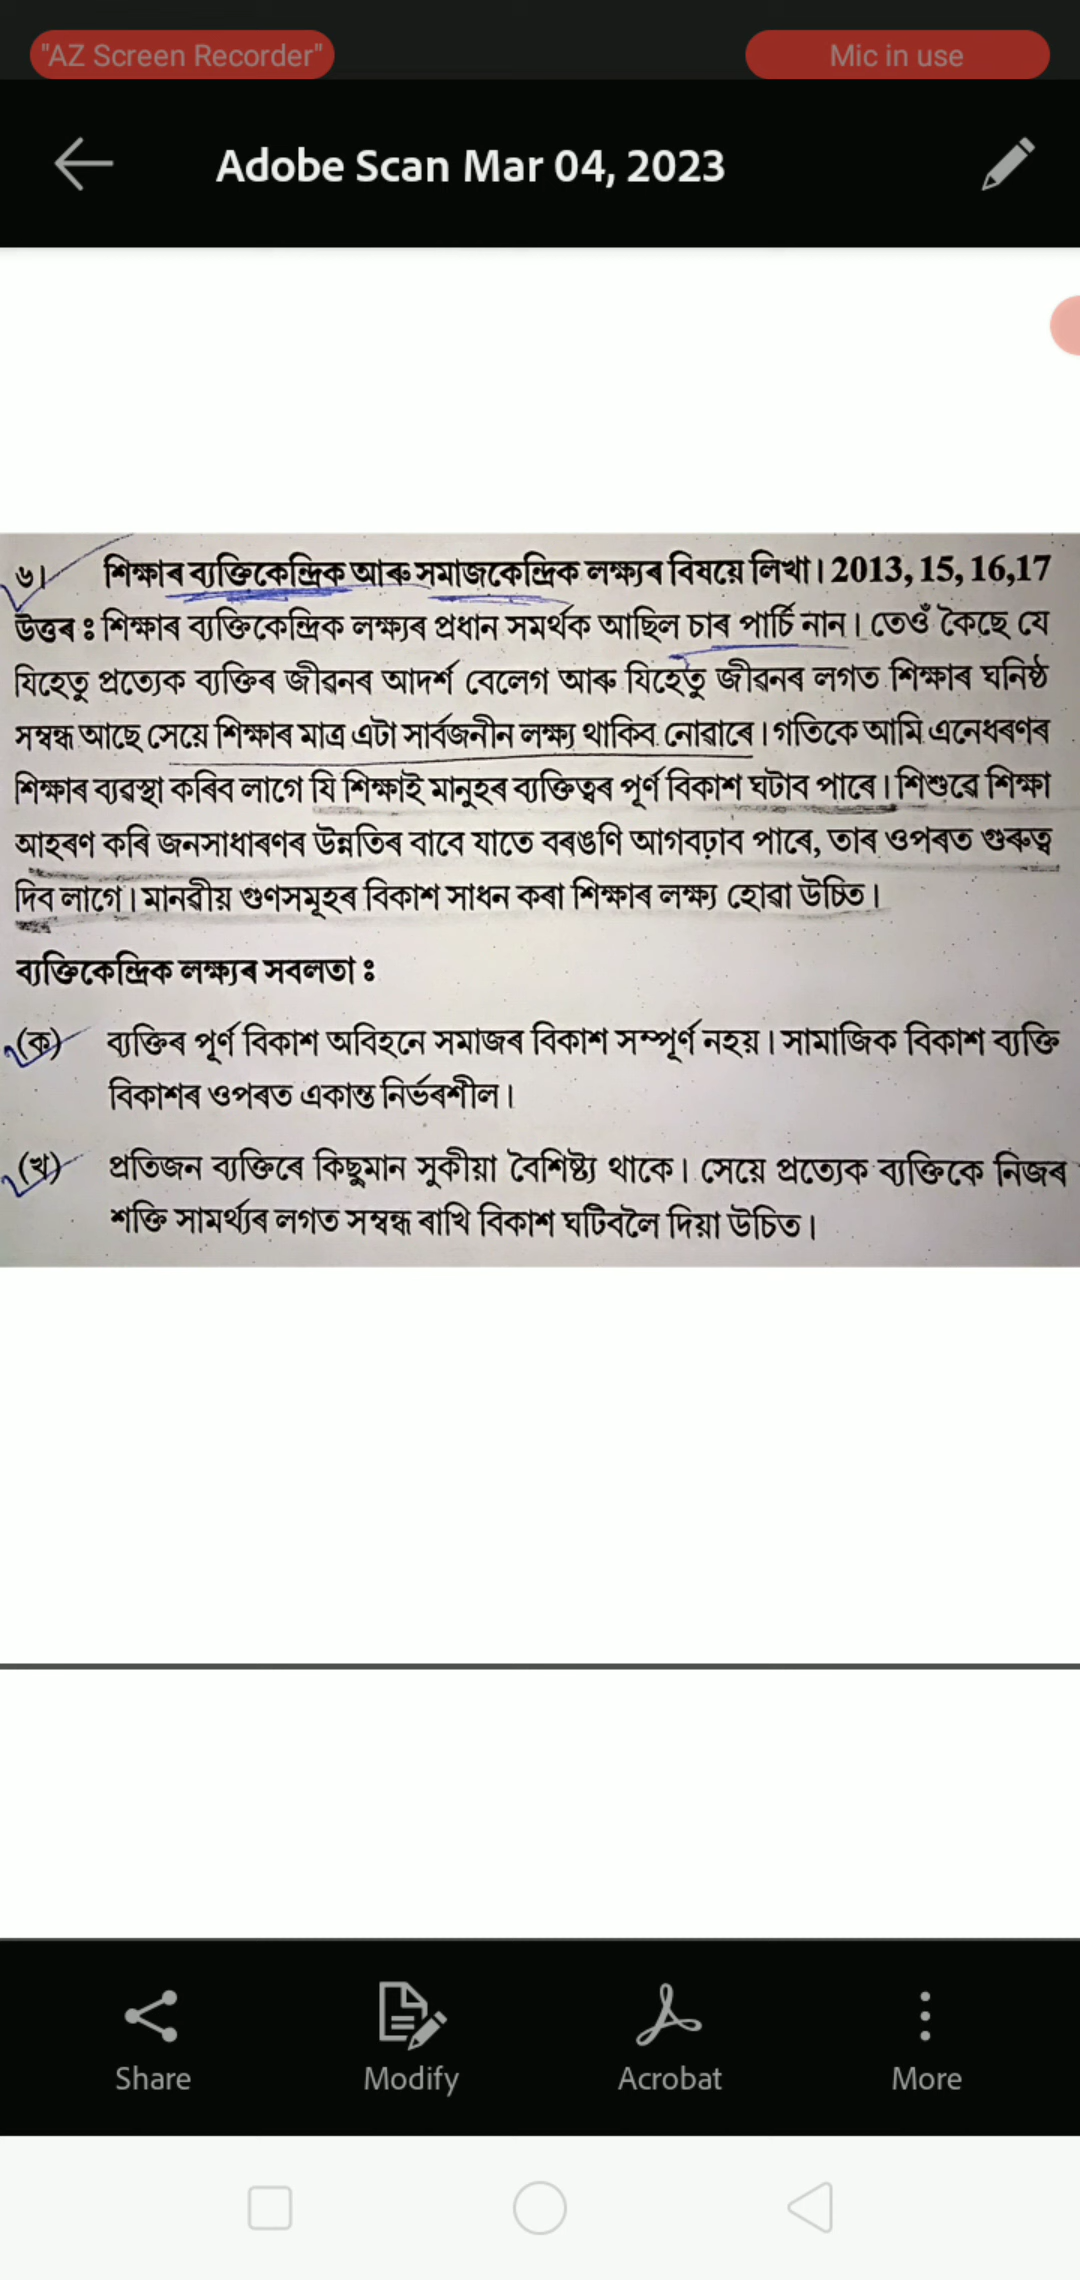 "AZ Screen Recorder"
Mic in use
Adobe Scan Mar 04, 2023
৬। শিক্ষাৰ ব্যক্তিকেন্দ্ৰিক আৰু সমাজকেন্দ্ৰিক লক্ষ্যৰ বিষয়ে লিখা। 2013, 15, 16,17
উত্তৰ ঃ শিক্ষাৰ ব্যক্তিকেন্দ্ৰিক লক্ষ্যৰ প্ৰধান সমৰ্থক আছিল চাৰ পাৰ্চি নান। তেওঁ কৈছে যে
যিহেতু প্ৰত্যেক ব্যক্তিৰ জীৱনৰ আদৰ্শ বেলেগ আৰু যিহেতু জীৱনৰ লগত শিক্ষাৰ ঘনিষ্ঠ
সম্বন্ধ আছে সেয়ে শিক্ষাৰ মাত্ৰ এটা সাৰ্বজনীন লক্ষ্য থাকিব নোৱাৰে। গতিকে আমি এনেধৰণৰ
শিক্ষাৰ ব্যৱস্থা কৰিব লাগে যি শিক্ষাই মানুহৰ ব্যক্তিত্বৰ পূৰ্ণ বিকাশ ঘটাব পাৰে। শিশুৱে শিক্ষা
আহৰণ কৰি জনসাধাৰণৰ উন্নতিৰ বাবে যাতে বৰঙণি আগবঢ়াব পাৰে, তাৰ ওপৰত গুৰুত্ব
দিব লাগে। মানৱীয় গুণসমূহৰ বিকাশ সাধন কৰা শিক্ষাৰ লক্ষ্য হোৱা উচিত।
ব্যক্তিকেন্দ্ৰিক লক্ষ্যৰ সবলতা ঃ
(ক) ব্যক্তিৰ পূৰ্ণ বিকাশ অবিহনে সমাজৰ বিকাশ সম্পূৰ্ণ নহয়। সামাজিক বিকাশ ব্যক্তি
বিকাশৰ ওপৰত একান্ত নিৰ্ভৰশীল।
(খ) প্ৰতিজন ব্যক্তিৰে কিছুমান সুকীয়া বৈশিষ্ট্য থাকে। সেয়ে প্ৰত্যেক ব্যক্তিকে নিজৰ
শক্তি সামৰ্থ্যৰ লগত সম্বন্ধ ৰাখি বিকাশ ঘটিবলৈ দিয়া উচিত।
Share
Modify
Acrobat
More